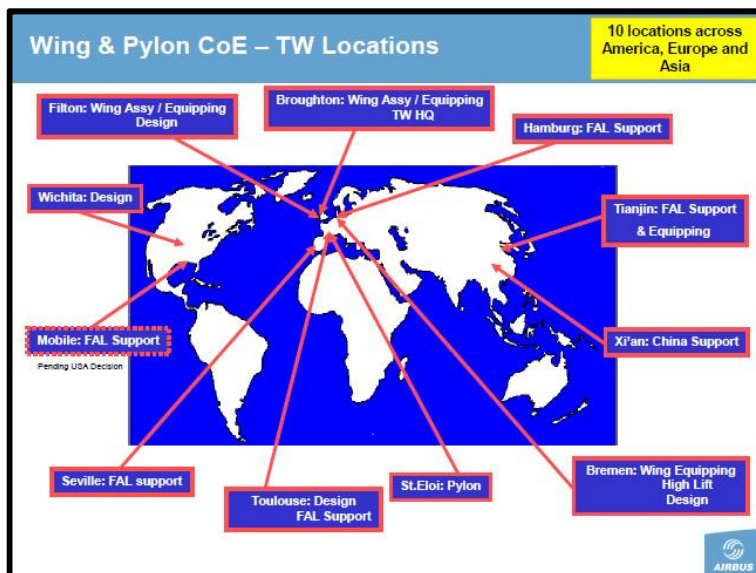 Wing & Pylon CoE – TW Locations
10 locations across
America, Europe and
Asia
Filton: Wing Assy / Equipping
Design
Broughton: Wing Assy / Equipping
TW HQ
Hamburg: FAL Support
Wichita: Design
Tianjin: FAL Support
& Equipping
Mobile: FAL Support
Pending USA Decision
Xi'an: China Support
Seville: FAL support
Toulouse: Design
FAL Support
St.Eloi: Pylon
Bremen: Wing Equipping
High Lift
Design
AIRBUS